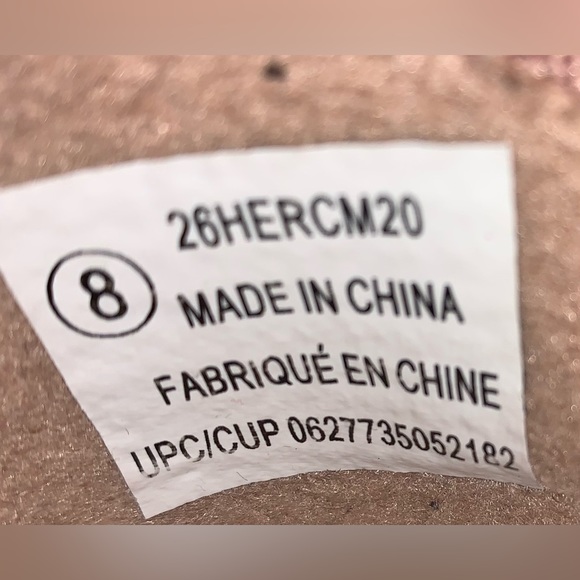 26HERCM20
8
MADE IN CHINA
FABRIQUÉ EN CHINE
UPC/CUP 0627735052182